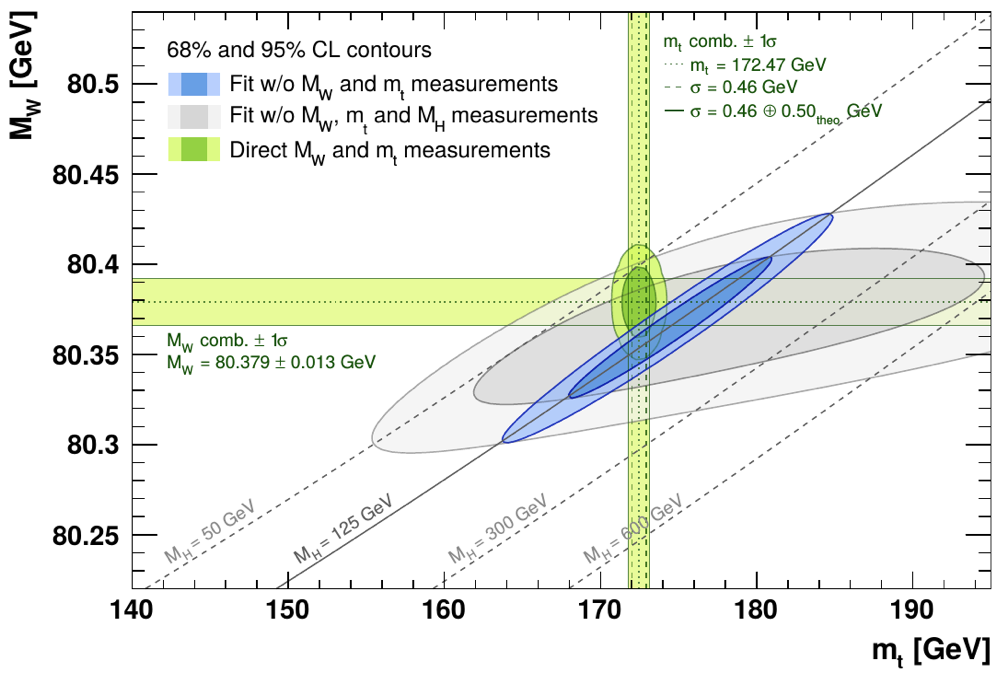 M_W [GeV]
80.5
80.45
80.4
80.35
80.3
80.25
68% and 95% CL contours
Fit w/o M_W and m_t measurements
Fit w/o M_W, m_t and M_H measurements
Direct M_W and m_t measurements
m_t comb. ± 1σ
m_t = 172.47 GeV
σ = 0.46 GeV
σ = 0.46 ⊕ 0.50_theo GeV
M_W comb. ± 1σ
M_W = 80.379 ± 0.013 GeV
M_H = 50 GeV
M_H = 125 GeV
M_H = 300 GeV
M_H = 600 GeV
140 150 160 170 180 190
m_t [GeV]